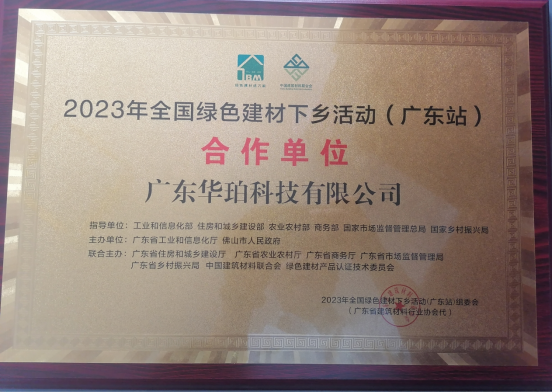 2023年全国绿色建材下乡活动（广东站）
合作单位
广东华珀科技有限公司
指导单位：工业和信息化部 住房和城乡建设部 农业农村部 商务部 国家市场监督管理总局 国家乡村振兴局
主办单位：广东省工业和信息化厅 佛山市人民政府
联合主办：广东省住房和城乡建设厅 广东省农业农村厅 广东省商务厅 广东省市场监督管理局
广东省乡村振兴局 中国建筑材料联合会 绿色建材产品认证技术委员会
2023年全国绿色建材下乡活动(广东站)组委会
（广东省建筑材料行业协会代）